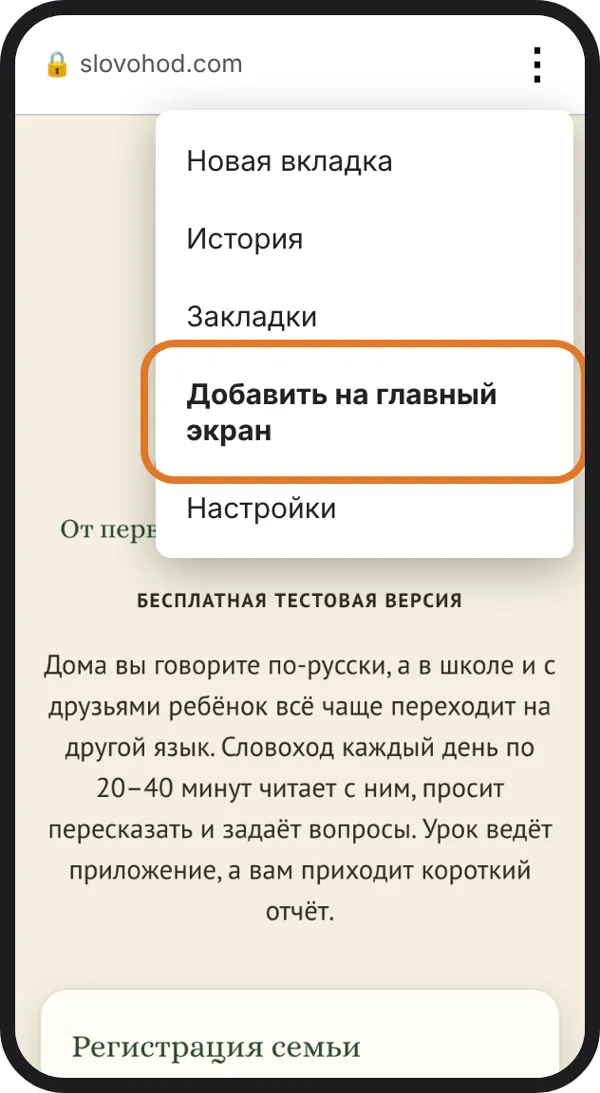 slovohod.com
Новая вкладка
История
Закладки
Добавить на главный
экран
Настройки
От
БЕСПЛАТНАЯ ТЕСТОВАЯ ВЕРСИЯ
Дома вы говорите по-русски, а в школе и с
друзьями ребёнок всё чаще переходит на
другой язык. Словоход каждый день по
20–40 минут читает с ним, просит
пересказать и задаёт вопросы. Урок ведёт
приложение, а вам приходит короткий
отчёт.
Регистрация семьи